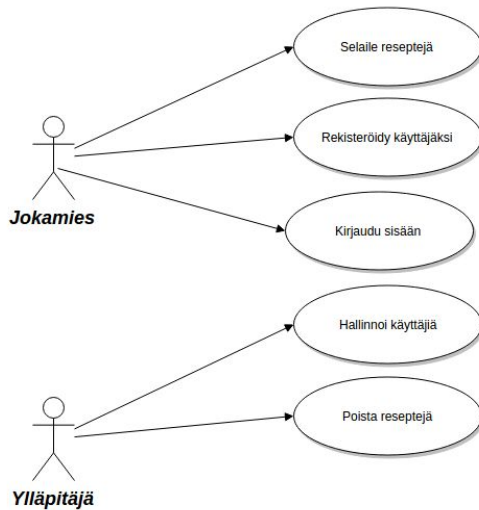 Selaile reseptejä
Rekisteröidy käyttäjäksi
Jokamies
Kirjaudu sisään
Hallinnoi käyttäjiä
Poista reseptejä
Ylläpitäjä